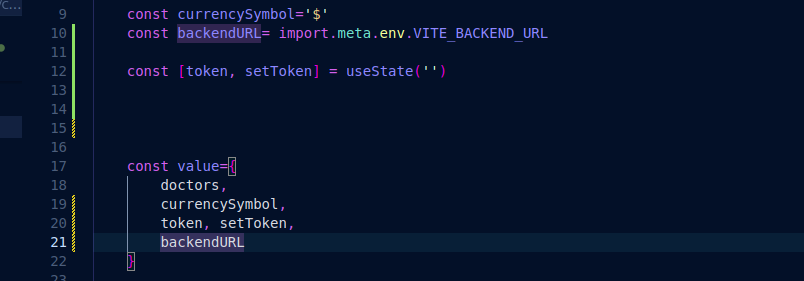 /C...
9 const currencySymbol='$'
10 const backendURL= import.meta.env.VITE_BACKEND_URL
11
12 const [token, setToken] = useState('')
13
14
15
16
17 const value={
18 doctors,
19 currencySymbol,
20 token, setToken,
21 backendURL
22 }
23